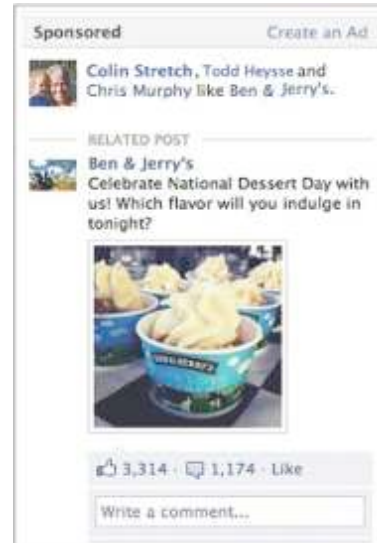 Sponsored Create an Ad
Colin Stretch, Todd Heysse and
Chris Murphy like Ben & Jerry's.
RELATED POST
Ben & Jerry's
Celebrate National Dessert Day with
us! Which flavor will you indulge in
tonight?
BEN & JERRY'S
3,314 · 1,174 · Like
Write a comment...